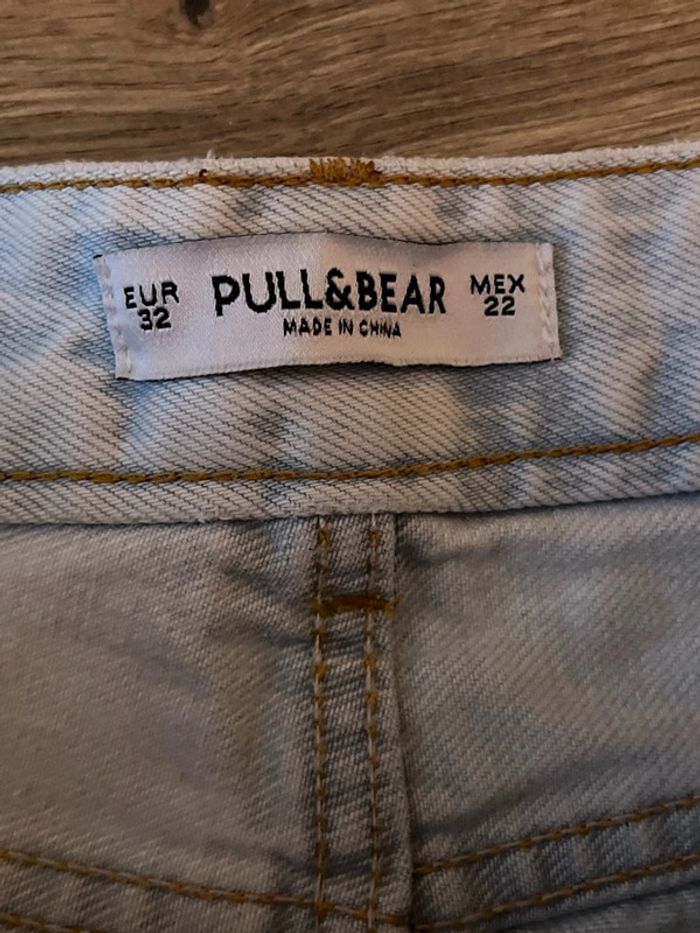 EUR 32
PULL&BEAR
MADE IN CHINA
MEX 22